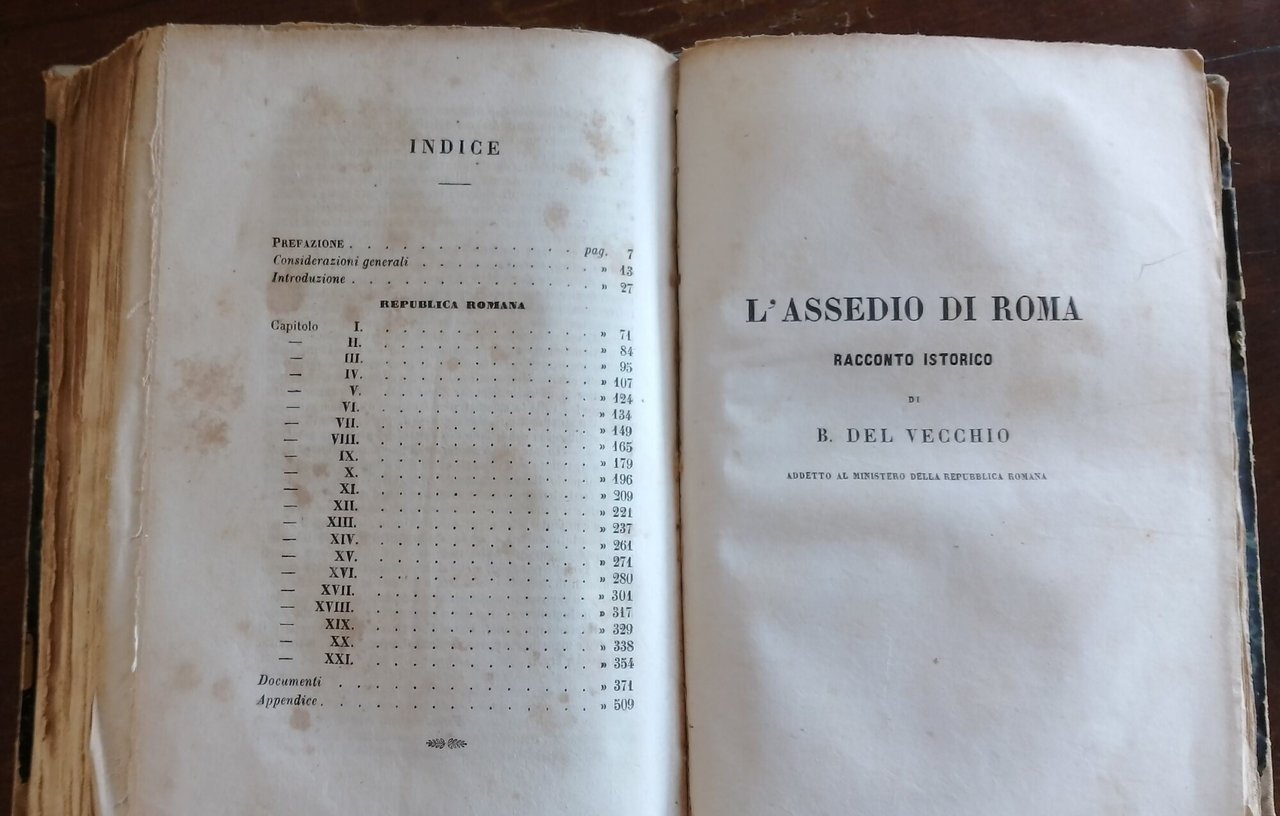 INDICE
PREFAZIONE . . . . . . . . . . . . . pag. 7
Considerazioni generali . . . . . . . . . . » 13
Introduzione . . . . . . . . . . . . . » 27
REPUBLICA ROMANA
Capitolo I. . . . . . . . . . . . . » 71
— II. . . . . . . . . . . . . » 84
— III. . . . . . . . . . . . . » 95
— IV. . . . . . . . . . . . . » 107
— V. . . . . . . . . . . . . » 124
— VI. . . . . . . . . . . . . » 134
— VII. . . . . . . . . . . . . » 149
— VIII. . . . . . . . . . . . . » 165
— IX. . . . . . . . . . . . . » 179
— X. . . . . . . . . . . . . » 196
— XI. . . . . . . . . . . . . » 209
— XII. . . . . . . . . . . . . » 221
— XIII. . . . . . . . . . . . . » 237
— XIV. . . . . . . . . . . . . » 261
— XV. . . . . . . . . . . . . » 271
— XVI. . . . . . . . . . . . . » 280
— XVII. . . . . . . . . . . . . » 301
— XVIII. . . . . . . . . . . . . » 317
— XIX. . . . . . . . . . . . . » 329
— XX. . . . . . . . . . . . . » 338
— XXI. . . . . . . . . . . . . » 354
Documenti . . . . . . . . . . . . . . » 371
Appendice . . . . . . . . . . . . . . » 509
L'ASSEDIO DI ROMA
RACCONTO ISTORICO
DI
B. DEL VECCHIO
ADDETTO AL MINISTERO DELLA REPUBBLICA ROMANA